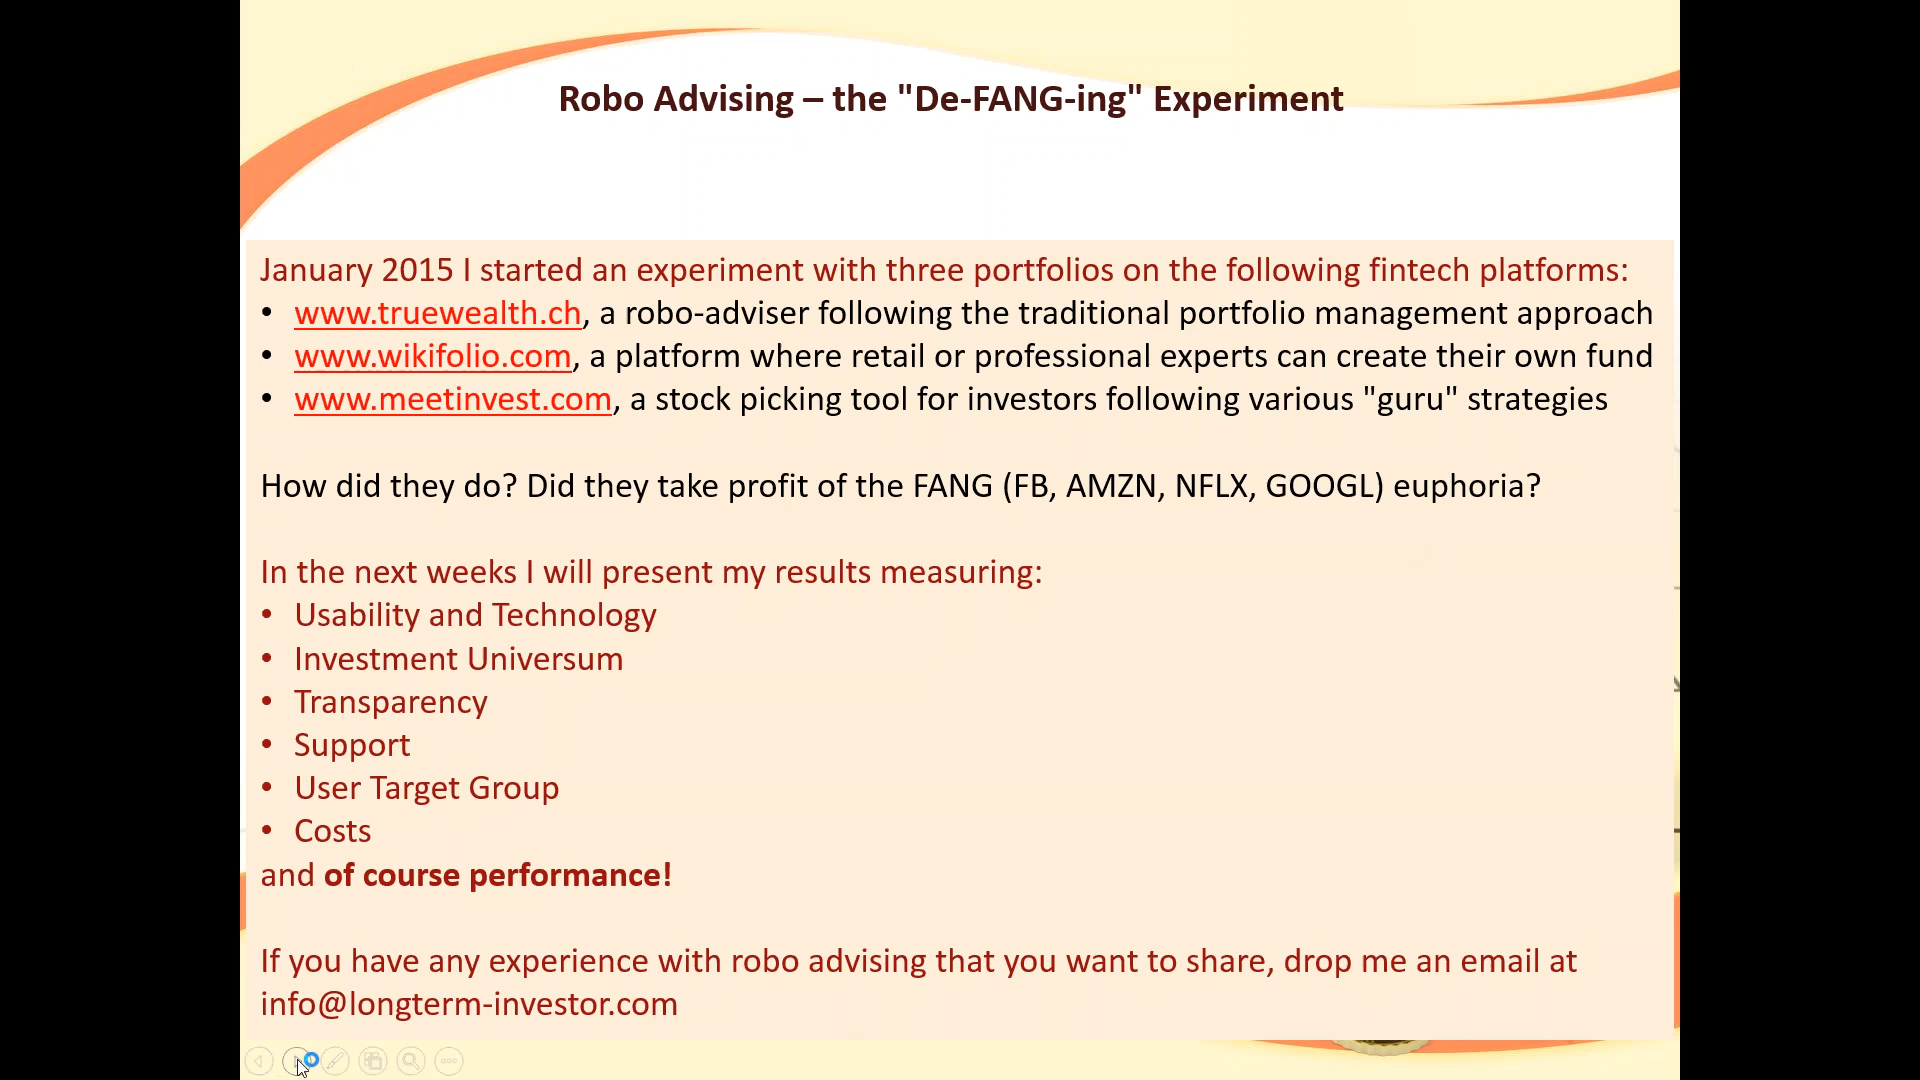 Robo Advising – the "De-FANG-ing" Experiment
January 2015 I started an experiment with three portfolios on the following fintech platforms:
• www.truewealth.ch, a robo-adviser following the traditional portfolio management approach
• www.wikifolio.com, a platform where retail or professional experts can create their own fund
• www.meetinvest.com, a stock picking tool for investors following various "guru" strategies
How did they do? Did they take profit of the FANG (FB, AMZN, NFLX, GOOGL) euphoria?
In the next weeks I will present my results measuring:
• Usability and Technology
• Investment Universum
• Transparency
• Support
• User Target Group
• Costs
and of course performance!
If you have any experience with robo advising that you want to share, drop me an email at
info@longterm-investor.com